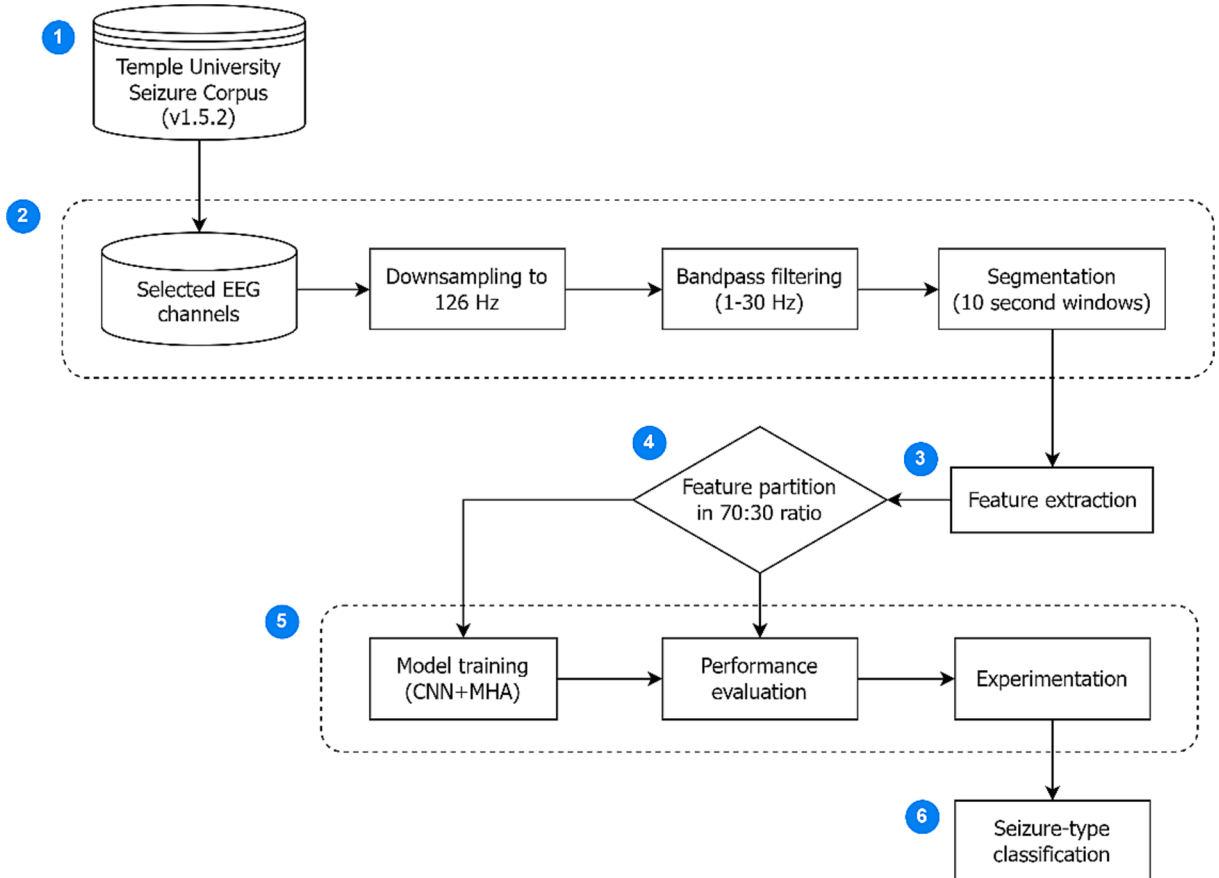 1
Temple University
Seizure Corpus
(v1.5.2)
2
Selected EEG
channels
Downsampling to
126 Hz
Bandpass filtering
(1-30 Hz)
Segmentation
(10 second windows)
3
Feature extraction
4
Feature partition
in 70:30 ratio
5
Model training
(CNN+MHA)
Performance
evaluation
Experimentation
6
Seizure-type
classification